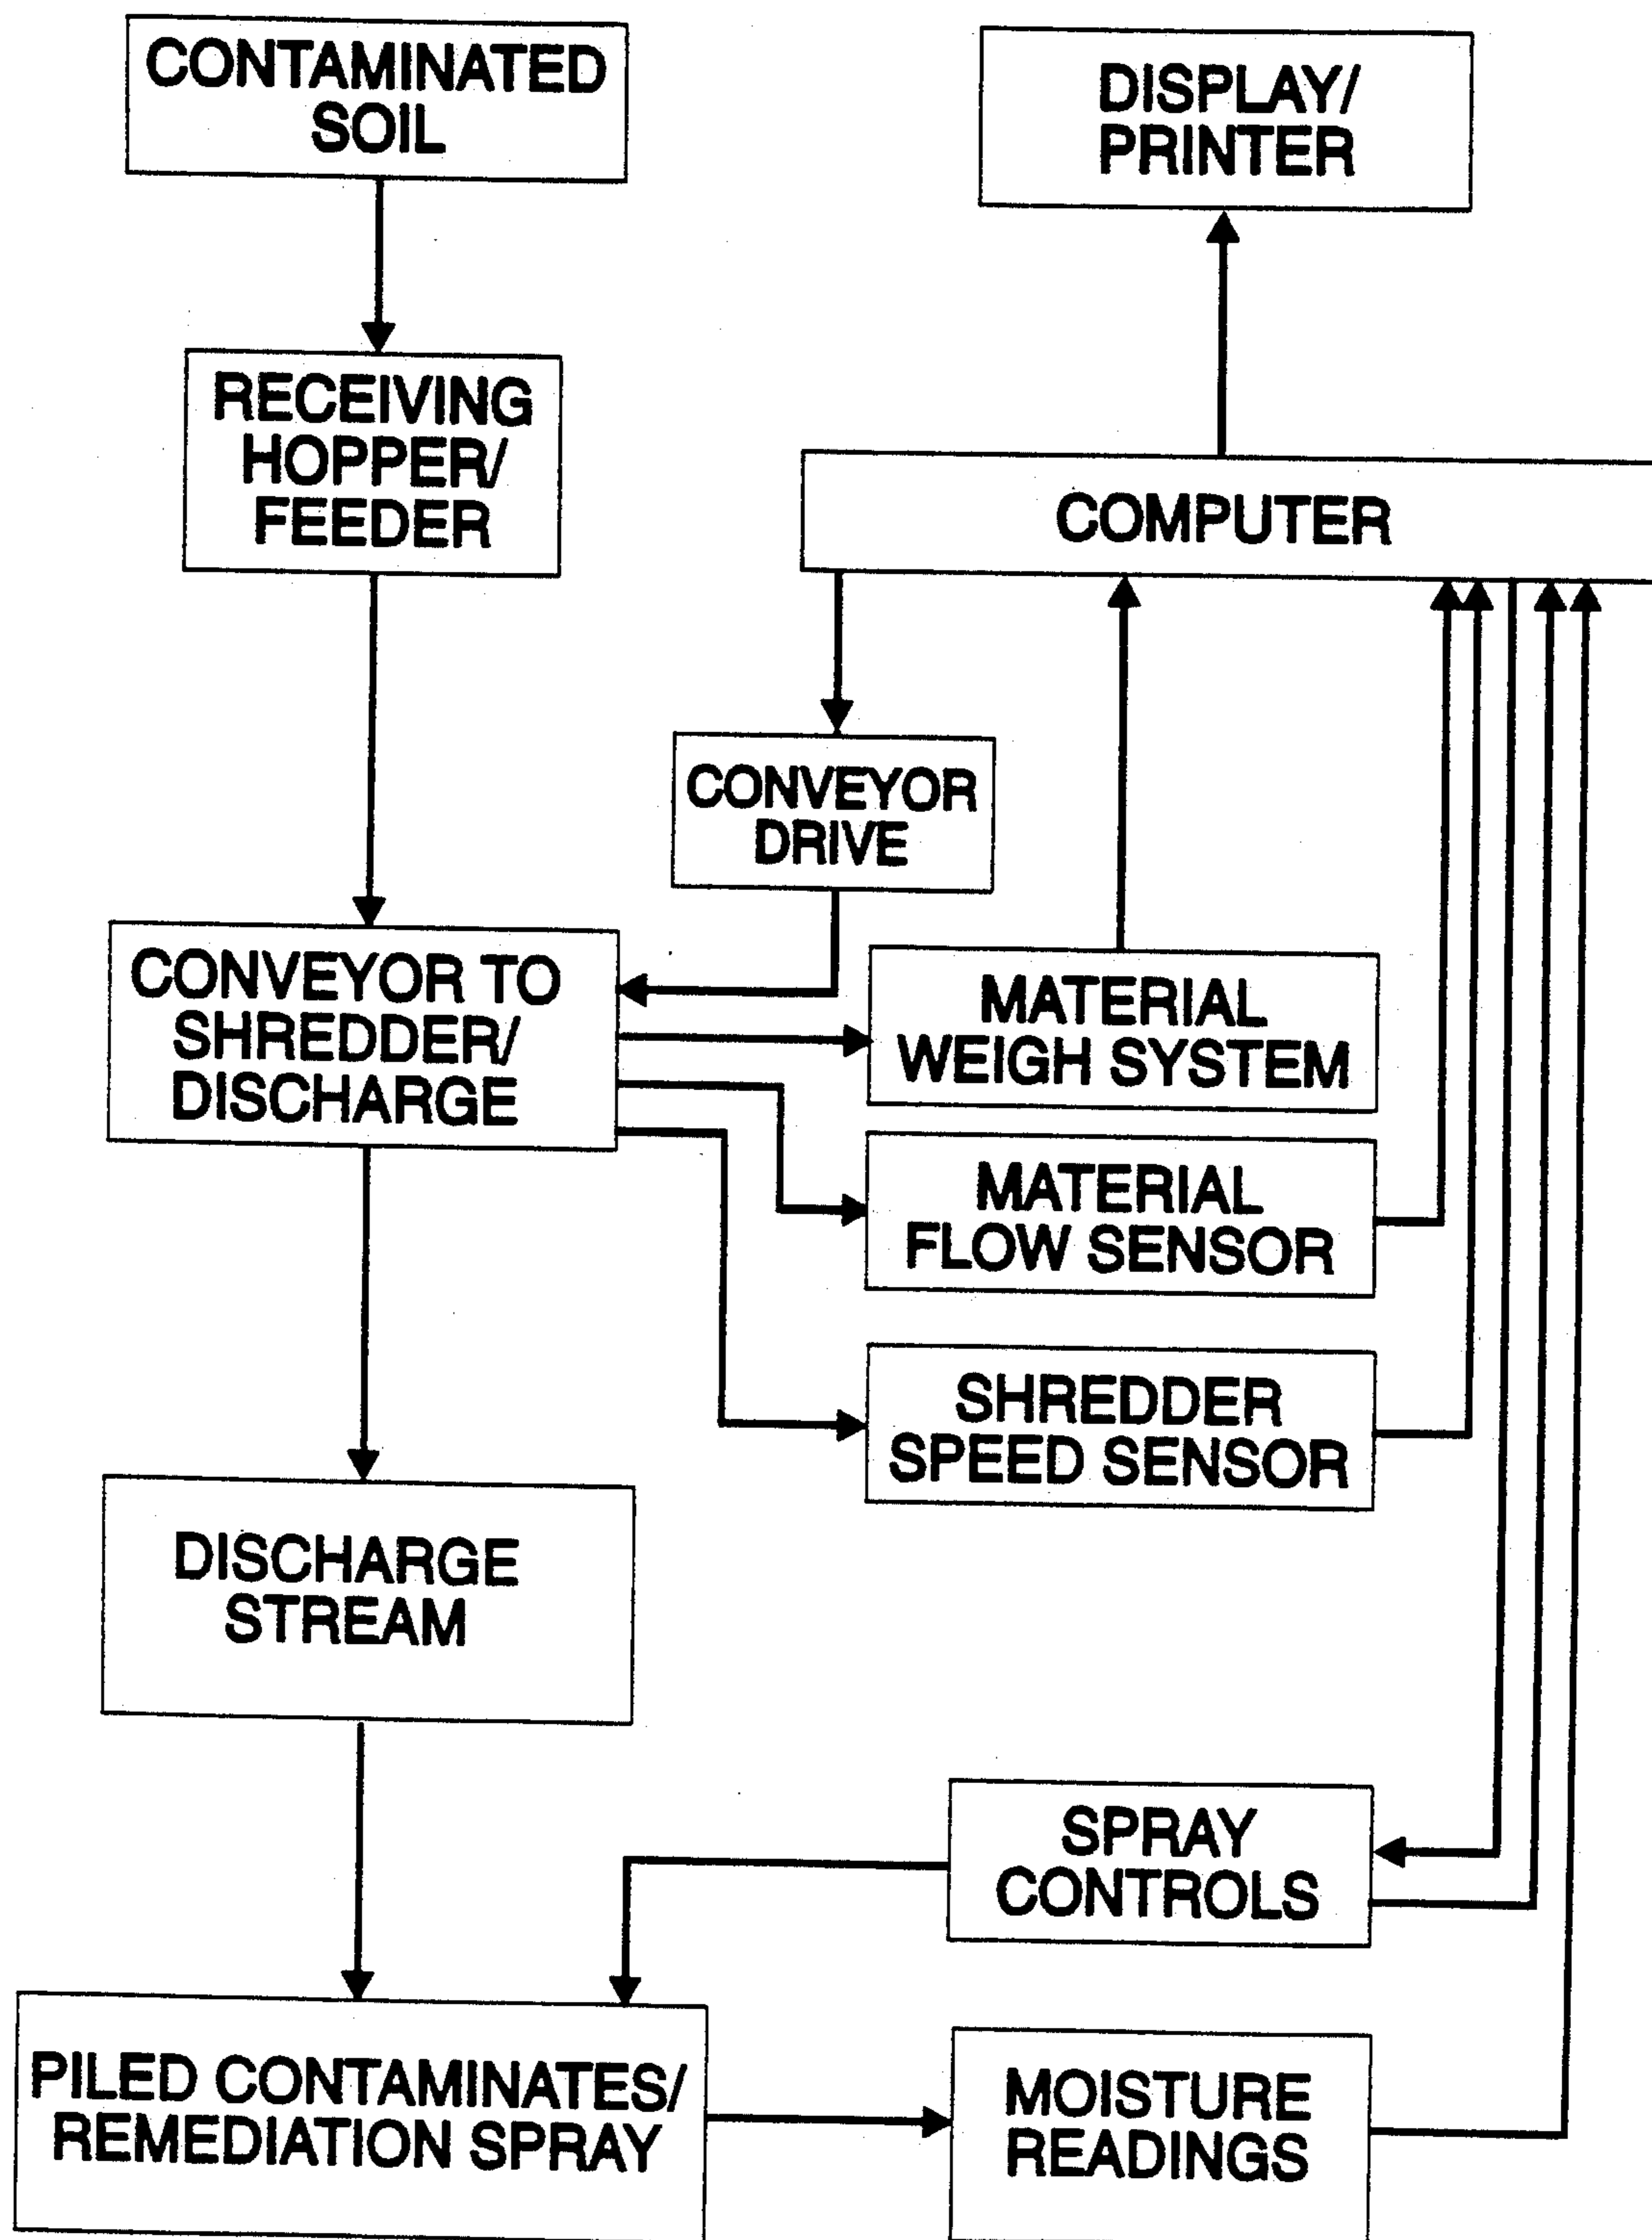 CONTAMINATED
SOIL
DISPLAY/
PRINTER
RECEIVING
HOPPER/
FEEDER
COMPUTER
CONVEYOR
DRIVE
CONVEYOR TO
SHREDDER/
DISCHARGE
MATERIAL
WEIGH SYSTEM
MATERIAL
FLOW SENSOR
SHREDDER
SPEED SENSOR
DISCHARGE
STREAM
SPRAY
CONTROLS
PILED CONTAMINATES/
REMEDIATION SPRAY
MOISTURE
READINGS